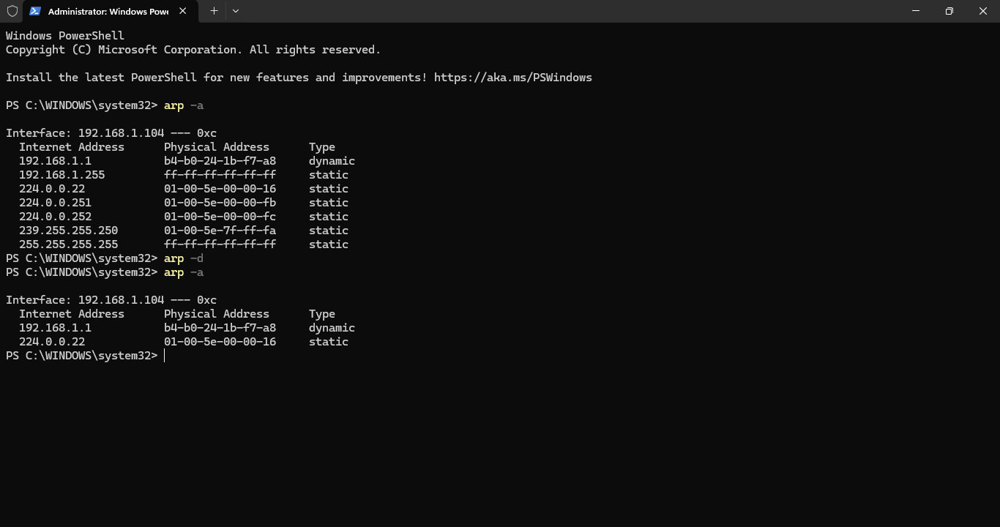 Administrator: Windows Powe
Windows PowerShell
Copyright (C) Microsoft Corporation. All rights reserved.
Install the latest PowerShell for new features and improvements! https://aka.ms/PSWindows
PS C:\WINDOWS\system32> arp -a
Interface: 192.168.1.104 --- 0xc
  Internet Address      Physical Address      Type
  192.168.1.1           b4-b0-24-1b-f7-a8     dynamic
  192.168.1.255         ff-ff-ff-ff-ff-ff     static
  224.0.0.22            01-00-5e-00-00-16     static
  224.0.0.251           01-00-5e-00-00-fb     static
  224.0.0.252           01-00-5e-00-00-fc     static
  239.255.255.250       01-00-5e-7f-ff-fa     static
  255.255.255.255       ff-ff-ff-ff-ff-ff     static
PS C:\WINDOWS\system32> arp -d
PS C:\WINDOWS\system32> arp -a
Interface: 192.168.1.104 --- 0xc
  Internet Address      Physical Address      Type
  192.168.1.1           b4-b0-24-1b-f7-a8     dynamic
  224.0.0.22            01-00-5e-00-00-16     static
PS C:\WINDOWS\system32>